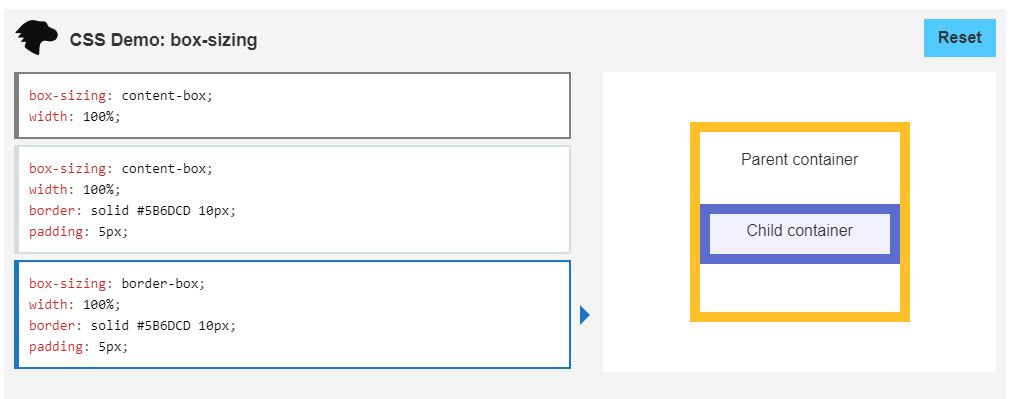 CSS Demo: box-sizing
Reset
box-sizing: content-box;
width: 100%;
box-sizing: content-box;
width: 100%;
border: solid #5B6DCD 10px;
padding: 5px;
box-sizing: border-box;
width: 100%;
border: solid #5B6DCD 10px;
padding: 5px;
Parent container
Child container